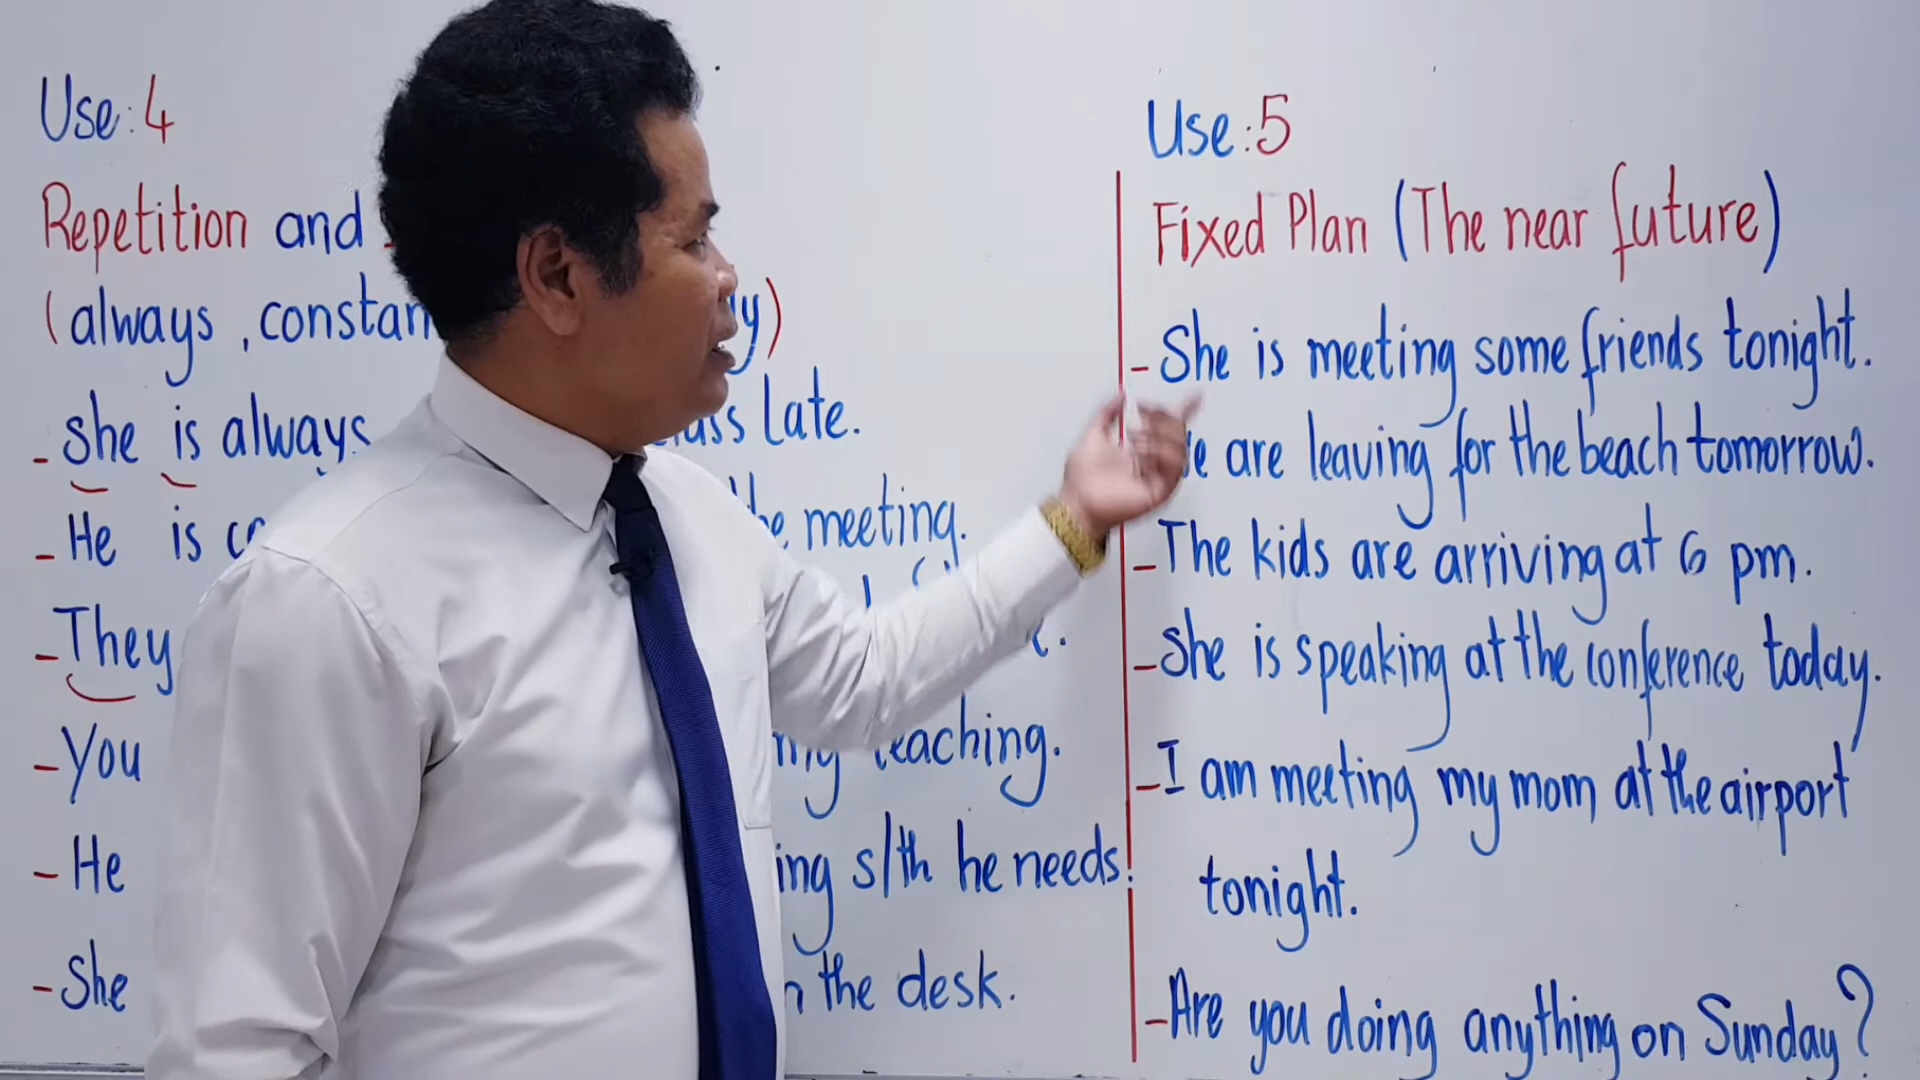 Use: 4
Repetition and
(always, constan
- She is always late.
- He is the meeting.
- They
- You my teaching.
- He s/th he needs.
- She the desk.
Use: 5
Fixed Plan (The near future)
- She is meeting some friends tonight.
are leaving for the beach tomorrow.
- The kids are arriving at 6 pm.
- She is speaking at the conference today.
- I am meeting my mom at the airport
tonight.
- Are you doing anything on Sunday?